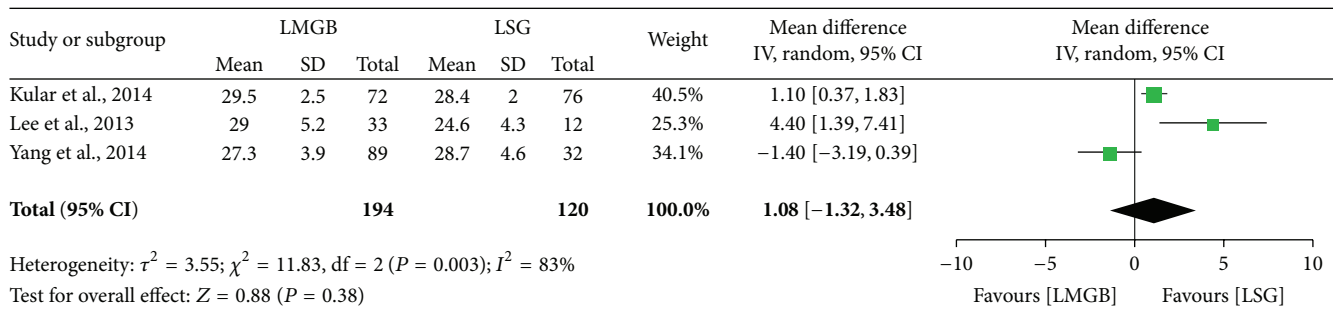 Study or subgroup LMGB LSG Weight Mean difference Mean difference
Mean SD Total Mean SD Total IV, random, 95% CI IV, random, 95% CI
Kular et al., 2014 29.5 2.5 72 28.4 2 76 40.5% 1.10 [0.37, 1.83]
Lee et al., 2013 29 5.2 33 24.6 4.3 12 25.3% 4.40 [1.39, 7.41]
Yang et al., 2014 27.3 3.9 89 28.7 4.6 32 34.1% −1.40 [−3.19, 0.39]
Total (95% CI) 194 120 100.0% 1.08 [−1.32, 3.48]
Heterogeneity: τ² = 3.55; χ² = 11.83, df = 2 (P = 0.003); I² = 83%
Test for overall effect: Z = 0.88 (P = 0.38)
−10 −5 0 5 10
Favours [LMGB] Favours [LSG]